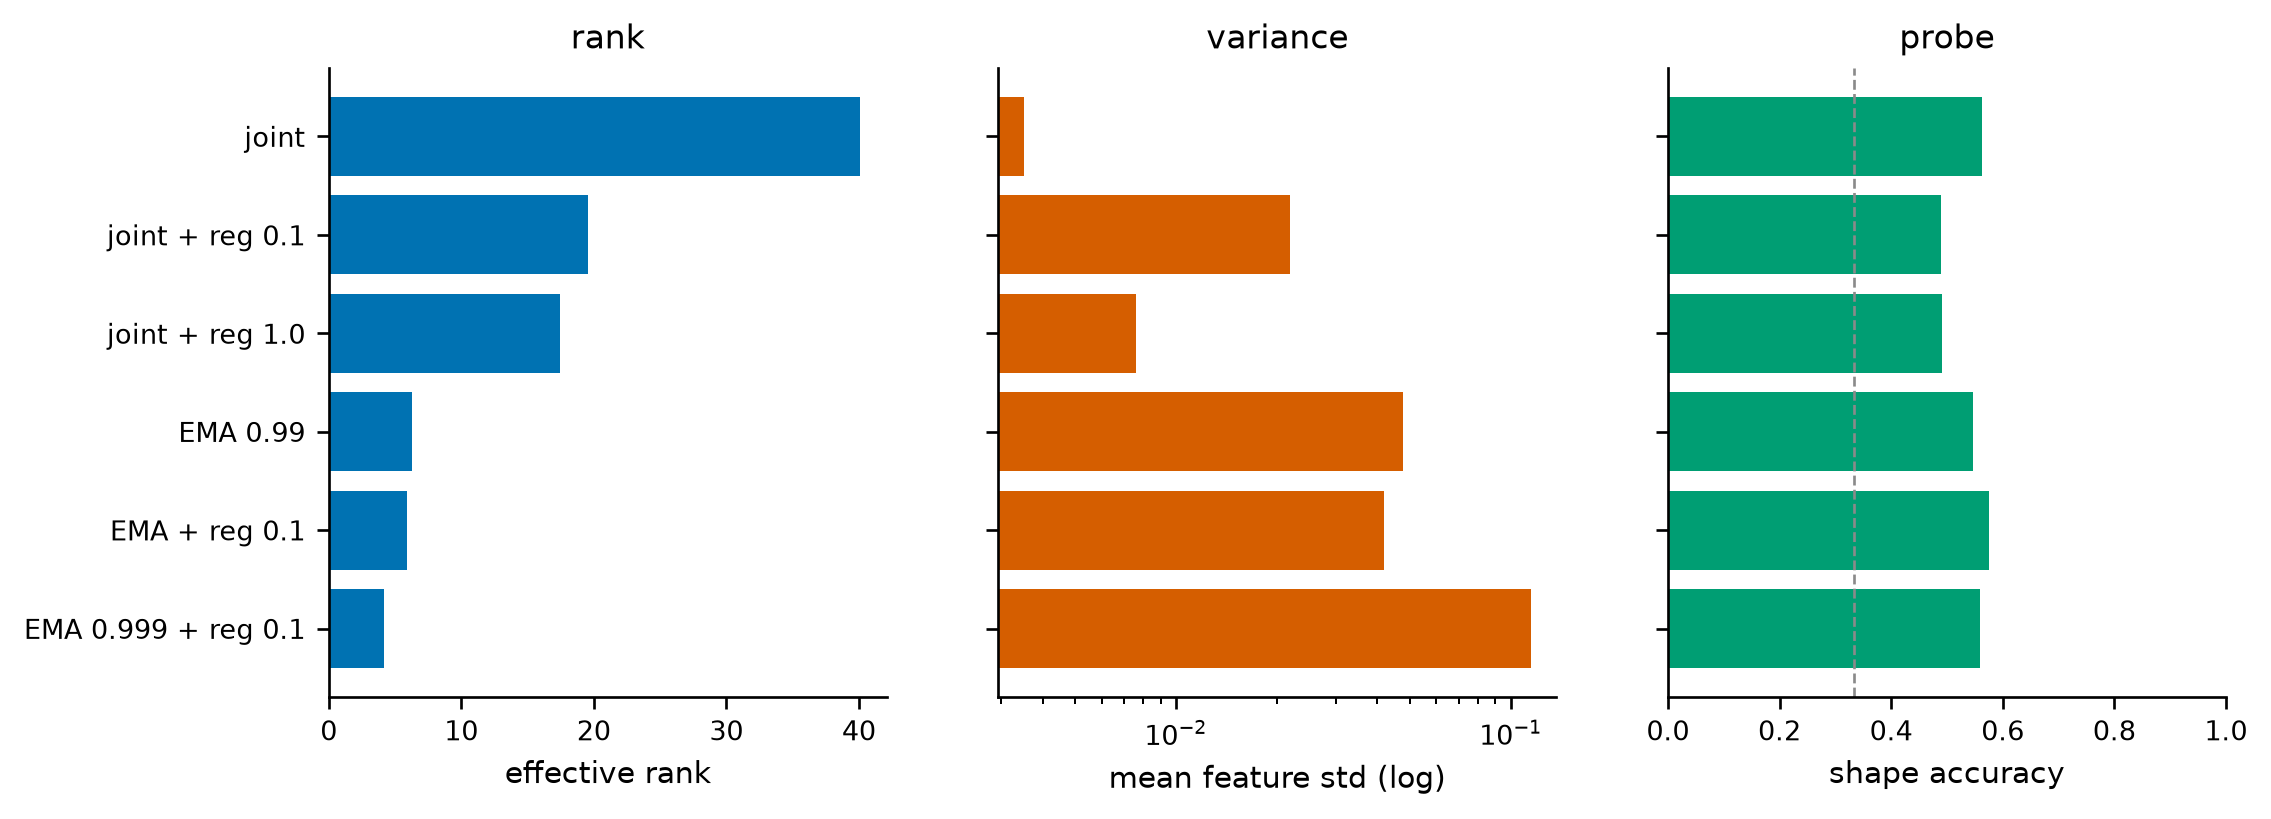 rank
variance
probe
joint
joint + reg 0.1
joint + reg 1.0
EMA 0.99
EMA + reg 0.1
EMA 0.999 + reg 0.1
0 10 20 30 40
10⁻² 10⁻¹
0.0 0.2 0.4 0.6 0.8 1.0
effective rank
mean feature std (log)
shape accuracy